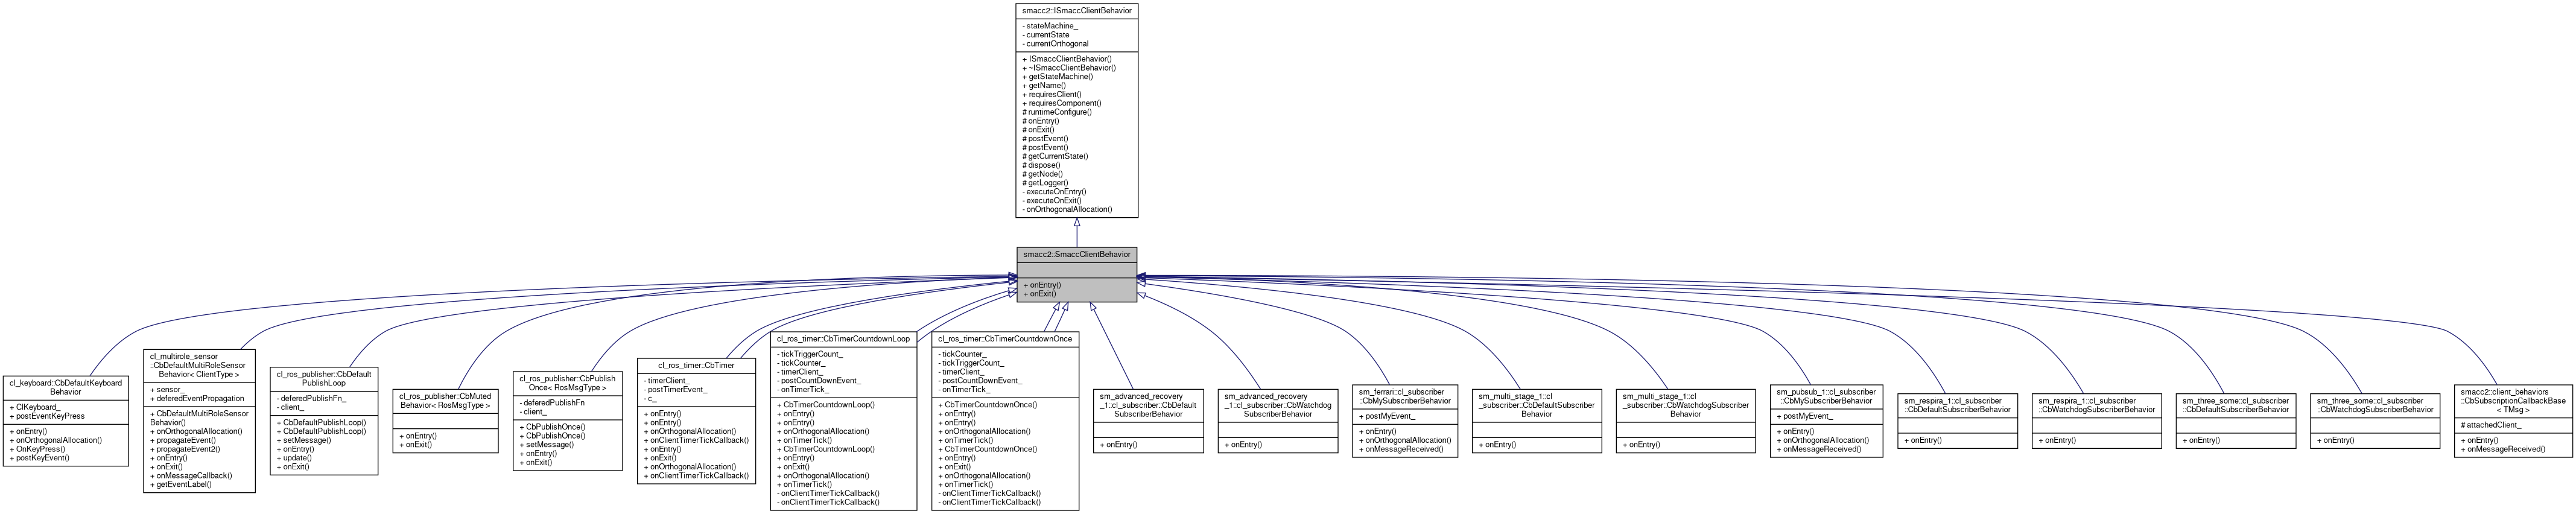 smacc2::ISmaccClientBehavior
- stateMachine_
- currentState
- currentOrthogonal
+ ISmaccClientBehavior()
+ ~ISmaccClientBehavior()
+ getStateMachine()
+ getName()
+ requiresClient()
+ requiresComponent()
# runtimeConfigure()
# onEntry()
# onExit()
# postEvent()
# postEvent()
# getCurrentState()
# dispose()
# getNode()
# getLogger()
- executeOnEntry()
- executeOnExit()
- onOrthogonalAllocation()
smacc2::SmaccClientBehavior
+ onEntry()
+ onExit()
cl_keyboard::CbDefaultKeyboard
Behavior
+ ClKeyboard_
+ postEventKeyPress
+ onEntry()
+ onOrthogonalAllocation()
+ OnKeyPress()
+ postKeyEvent()
cl_multirole_sensor
::CbDefaultMultiRoleSensor
Behavior< ClientType >
+ sensor_
+ deferedEventPropagation
+ CbDefaultMultiRoleSensor
Behavior()
+ onOrthogonalAllocation()
+ propagateEvent()
+ propagateEvent2()
+ onEntry()
+ onExit()
+ onMessageCallback()
+ getEventLabel()
cl_ros_publisher::CbDefault
PublishLoop
- deferedPublishFn_
- client_
+ CbDefaultPublishLoop()
+ CbDefaultPublishLoop()
+ setMessage()
+ onEntry()
+ update()
+ onExit()
cl_ros_publisher::CbMuted
Behavior< RosMsgType >
+ onEntry()
+ onExit()
cl_ros_publisher::CbPublish
Once< RosMsgType >
- deferedPublishFn
- client_
+ CbPublishOnce()
+ CbPublishOnce()
+ setMessage()
+ onEntry()
+ onExit()
cl_ros_timer::CbTimer
- timerClient_
- postTimerEvent_
- c_
+ onEntry()
+ onEntry()
+ onOrthogonalAllocation()
+ onClientTimerTickCallback()
+ onEntry()
+ onExit()
+ onOrthogonalAllocation()
+ onClientTimerTickCallback()
cl_ros_timer::CbTimerCountdownLoop
- tickTriggerCount_
- tickCounter_
- timerClient_
- postCountDownEvent_
- onTimerTick_
+ CbTimerCountdownLoop()
+ onEntry()
+ onEntry()
+ onOrthogonalAllocation()
+ onTimerTick()
+ CbTimerCountdownLoop()
+ onEntry()
+ onExit()
+ onOrthogonalAllocation()
+ onTimerTick()
- onClientTimerTickCallback()
- onClientTimerTickCallback()
cl_ros_timer::CbTimerCountdownOnce
- tickCounter_
- tickTriggerCount_
- timerClient_
- postCountDownEvent_
- onTimerTick_
+ CbTimerCountdownOnce()
+ onEntry()
+ onEntry()
+ onOrthogonalAllocation()
+ onTimerTick()
+ CbTimerCountdownOnce()
+ onEntry()
+ onExit()
+ onOrthogonalAllocation()
+ onTimerTick()
- onClientTimerTickCallback()
- onClientTimerTickCallback()
sm_advanced_recovery
_1::cl_subscriber::CbDefault
SubscriberBehavior
+ onEntry()
sm_advanced_recovery
_1::cl_subscriber::CbWatchdog
SubscriberBehavior
+ onEntry()
sm_ferrari::cl_subscriber
::CbMySubscriberBehavior
+ postMyEvent_
+ onEntry()
+ onOrthogonalAllocation()
+ onMessageReceived()
sm_multi_stage_1::cl
_subscriber::CbDefaultSubscriber
Behavior
+ onEntry()
sm_multi_stage_1::cl
_subscriber::CbWatchdogSubscriber
Behavior
+ onEntry()
sm_pubsub_1::cl_subscriber
::CbMySubscriberBehavior
+ postMyEvent_
+ onEntry()
+ onOrthogonalAllocation()
+ onMessageReceived()
sm_respira_1::cl_subscriber
::CbDefaultSubscriberBehavior
+ onEntry()
sm_respira_1::cl_subscriber
::CbWatchdogSubscriberBehavior
+ onEntry()
sm_three_some::cl_subscriber
::CbDefaultSubscriberBehavior
+ onEntry()
sm_three_some::cl_subscriber
::CbWatchdogSubscriberBehavior
+ onEntry()
smacc2::client_behaviors
::CbSubscriptionCallbackBase
< TMsg >
# attachedClient_
+ onEntry()
+ onMessageReceived()